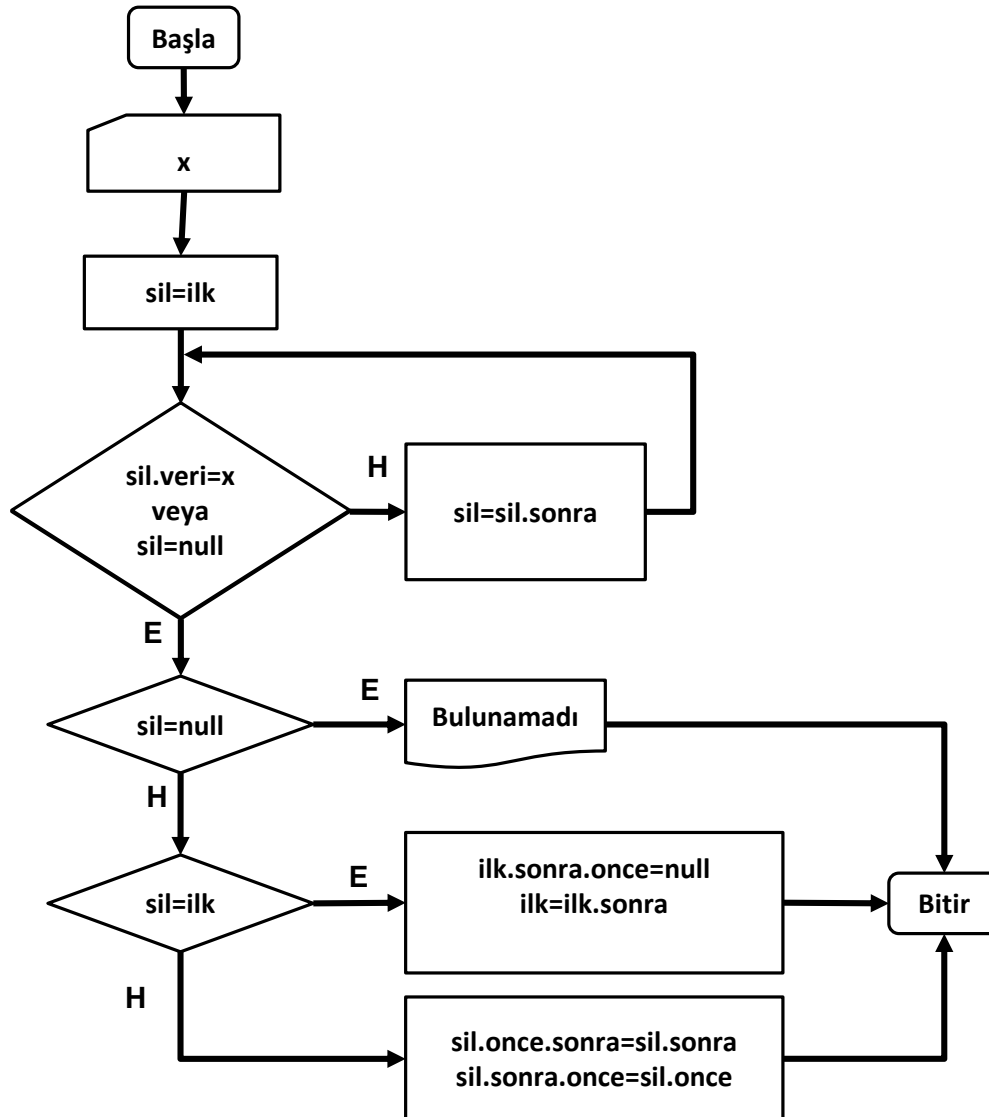 Başla
x
sil=ilk
sil.veri=x
veya
sil=null
H
sil=sil.sonra
E
sil=null
E
Bulunamadı
H
sil=ilk
E
ilk.sonra.once=null
ilk=ilk.sonra
Bitir
H
sil.once.sonra=sil.sonra
sil.sonra.once=sil.once